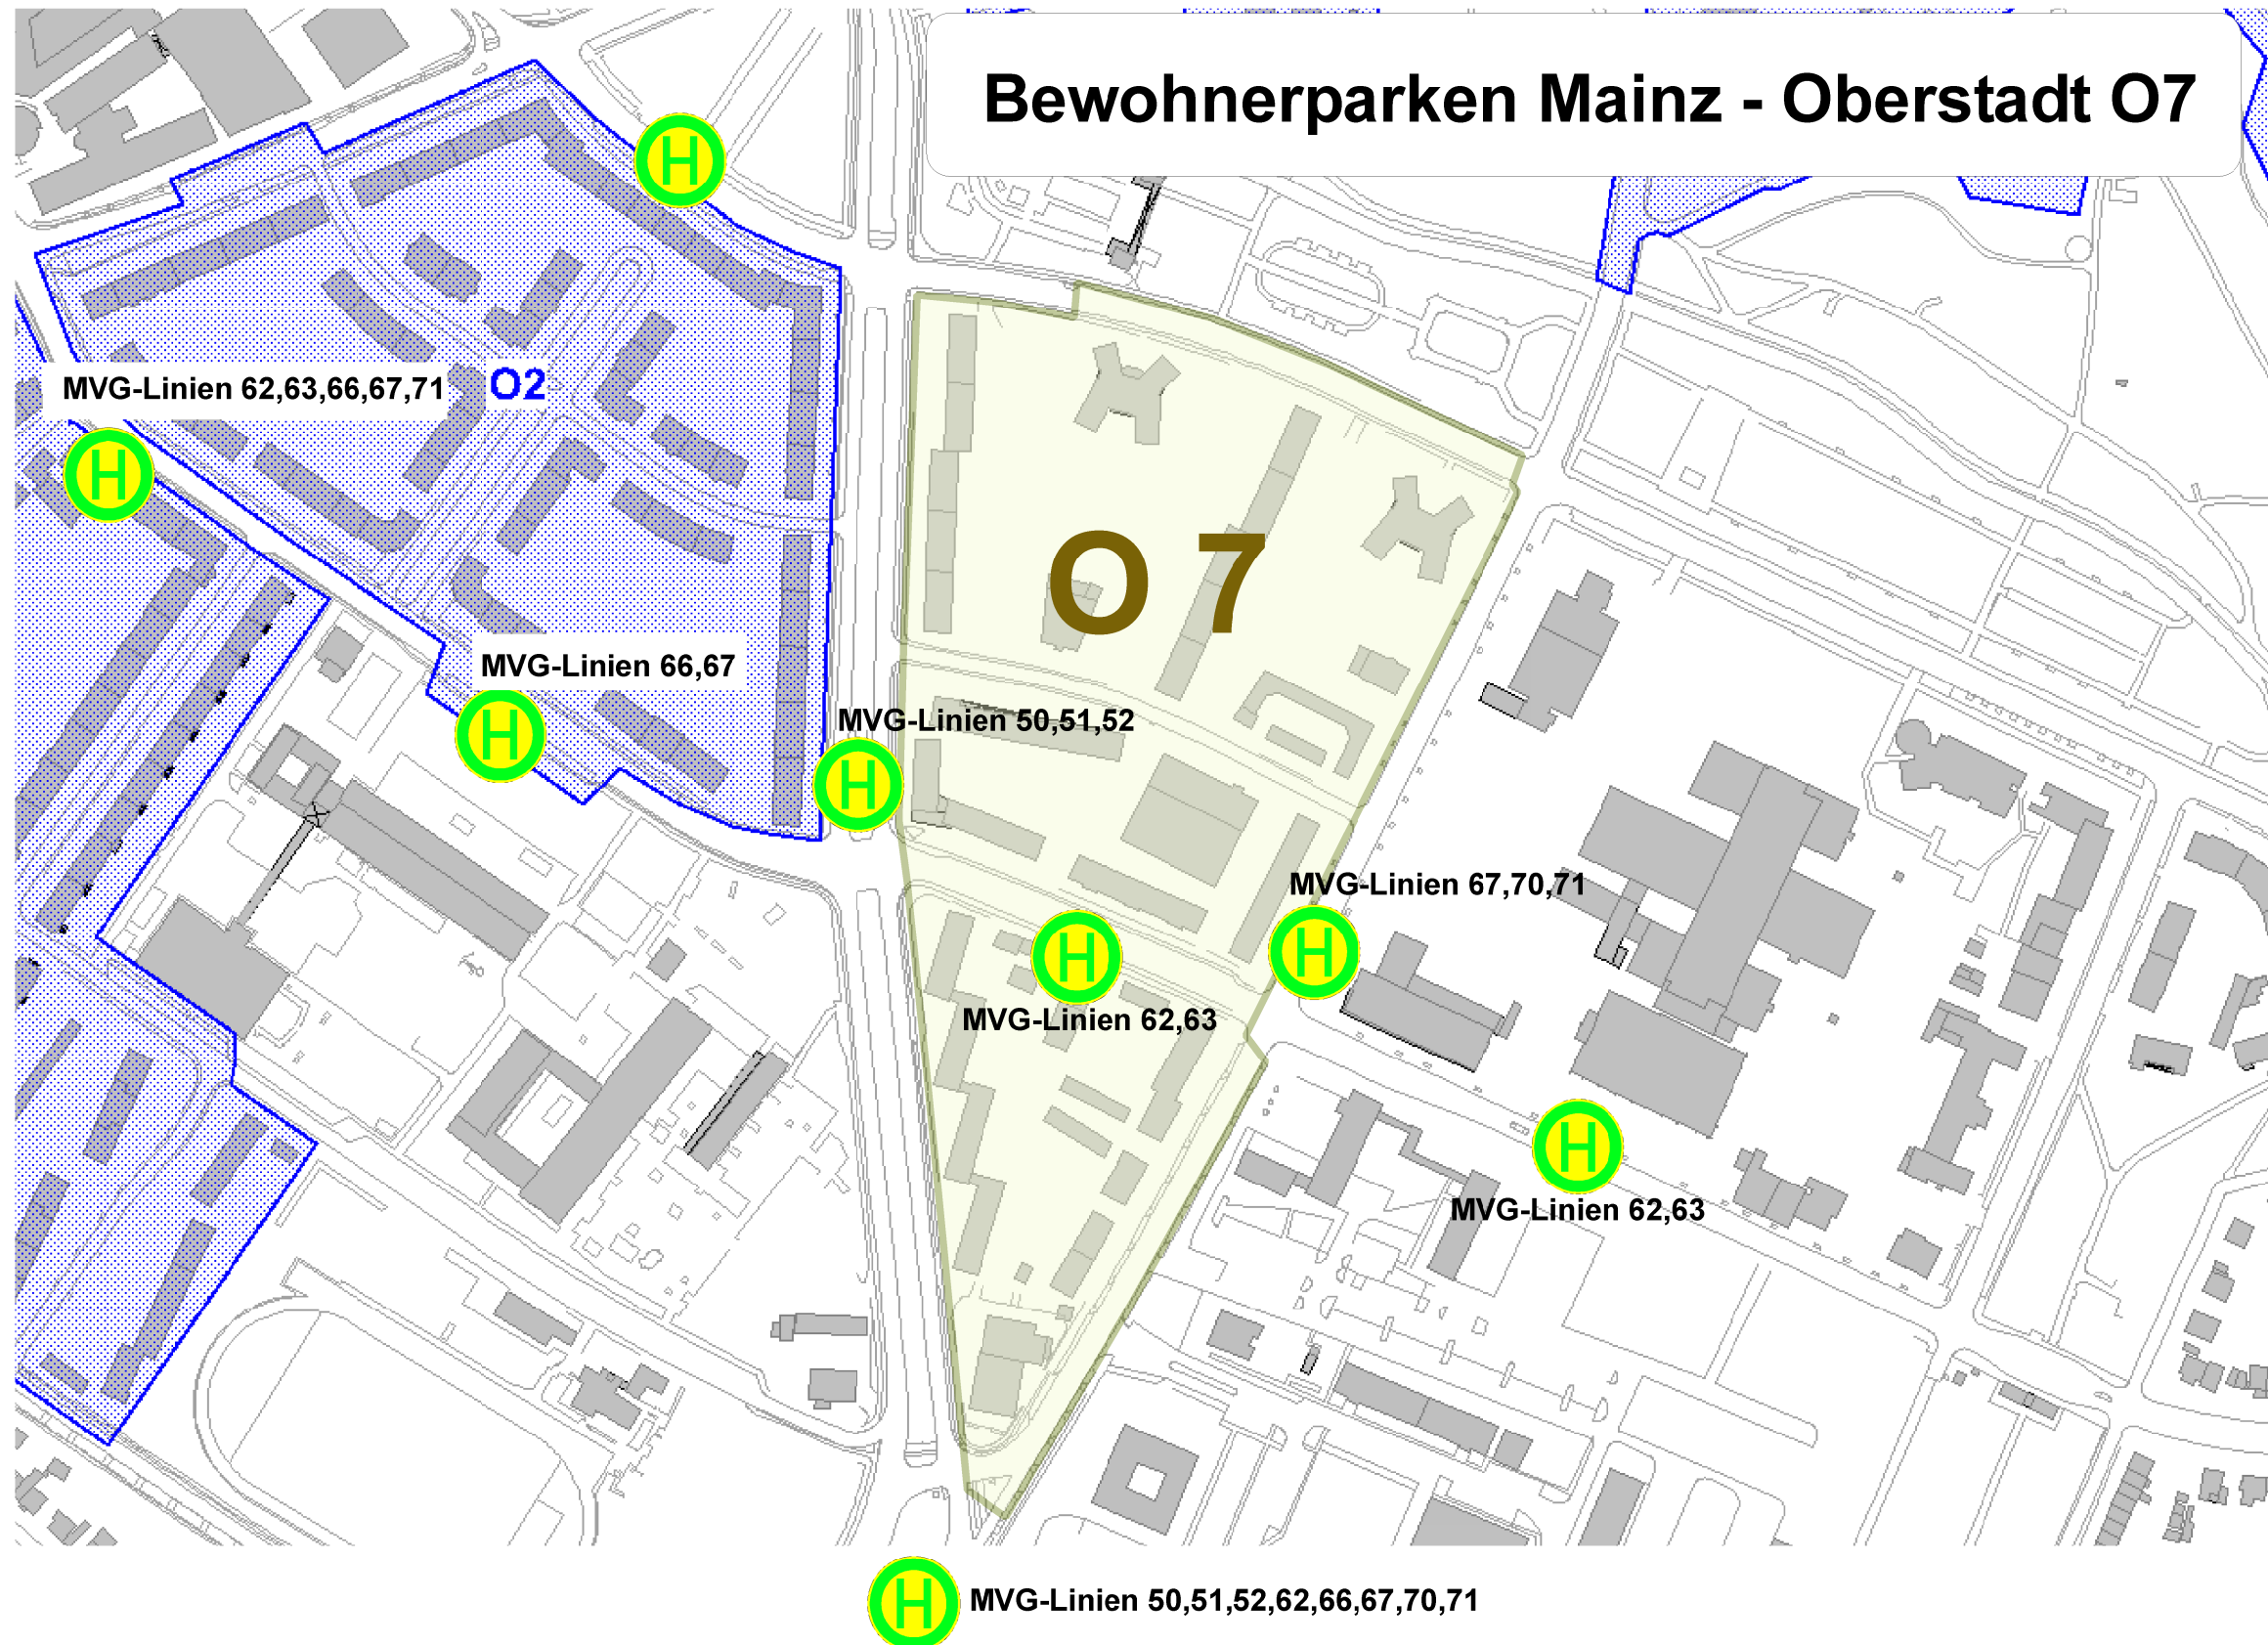 Bewohnerparken Mainz - Oberstadt O7
H
MVG-Linien 62,63,66,67,71
O2
H
O 7
MVG-Linien 66,67
H
MVG-Linien 50,51,52
H
MVG-Linien 67,70,71
H
H
MVG-Linien 62,63
H
MVG-Linien 62,63
H
MVG-Linien 50,51,52,62,66,67,70,71